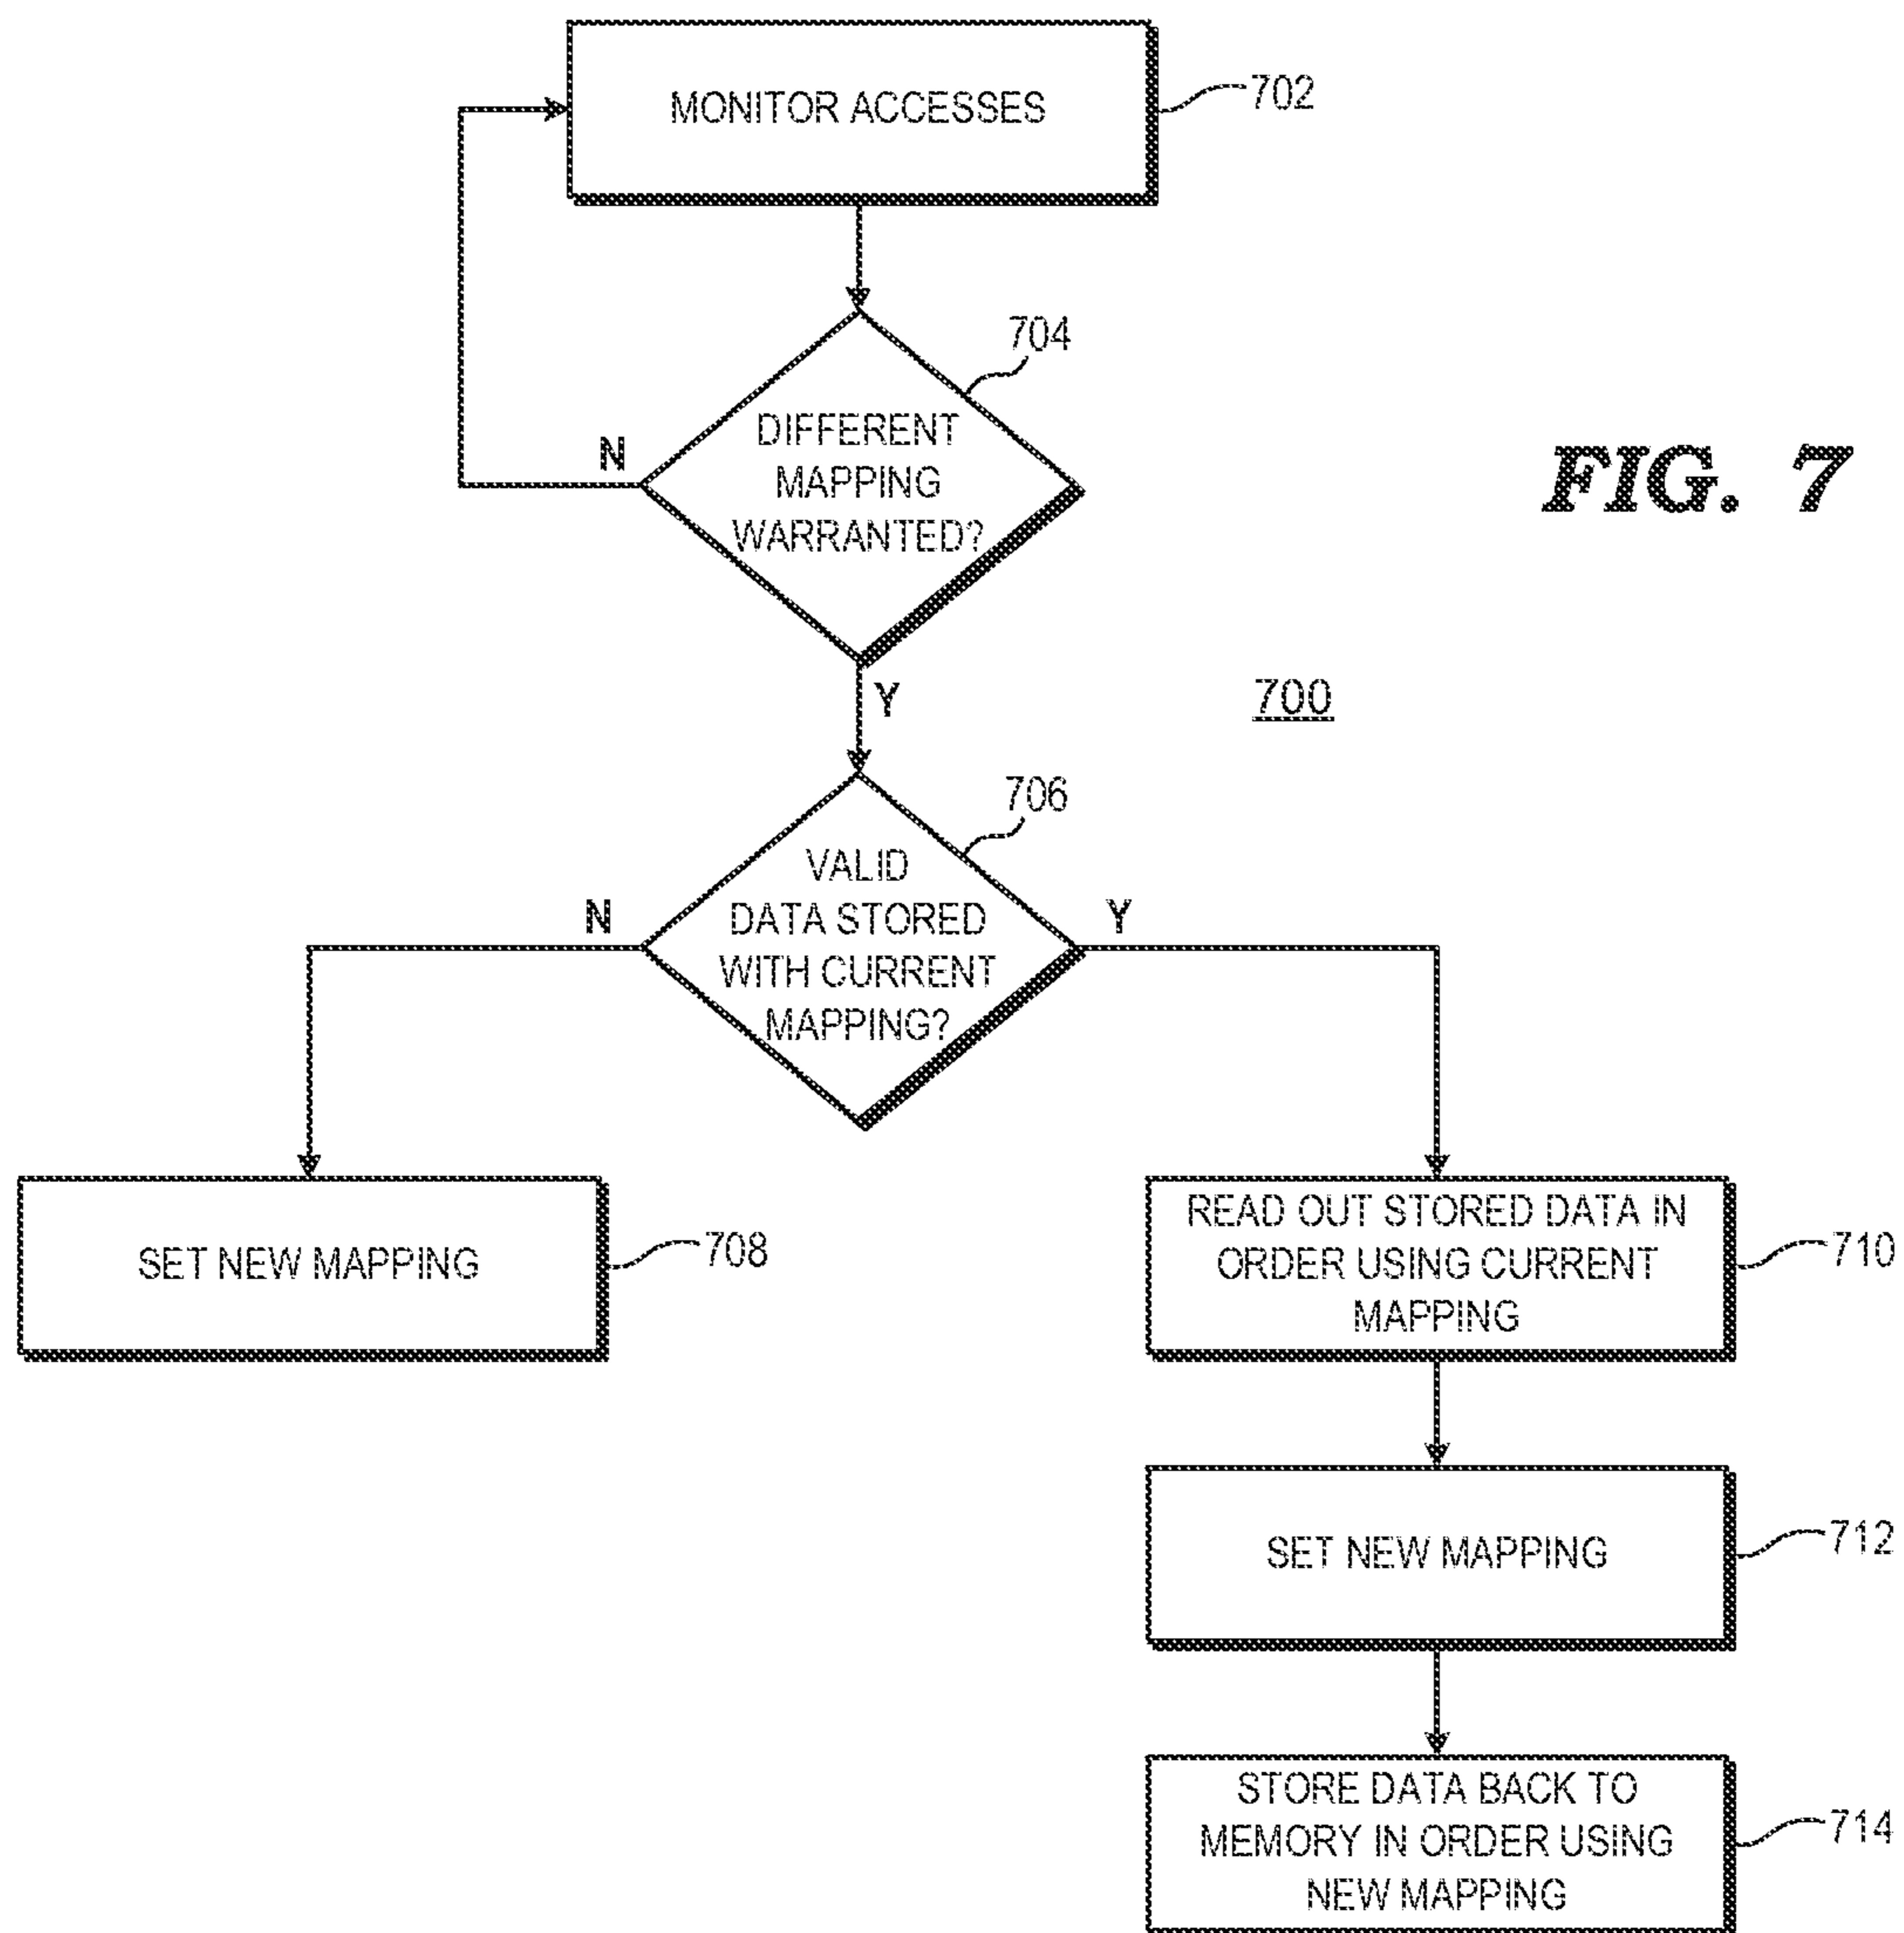 MONITOR ACCESSES
702
704
DIFFERENT
MAPPING
WARRANTED?
N
FIG. 7
Y
700
706
VALID
DATA STORED
WITH CURRENT
MAPPING?
N
Y
SET NEW MAPPING
708
READ OUT STORED DATA IN
ORDER USING CURRENT
MAPPING
710
SET NEW MAPPING
712
STORE DATA BACK TO
MEMORY IN ORDER USING
NEW MAPPING
714